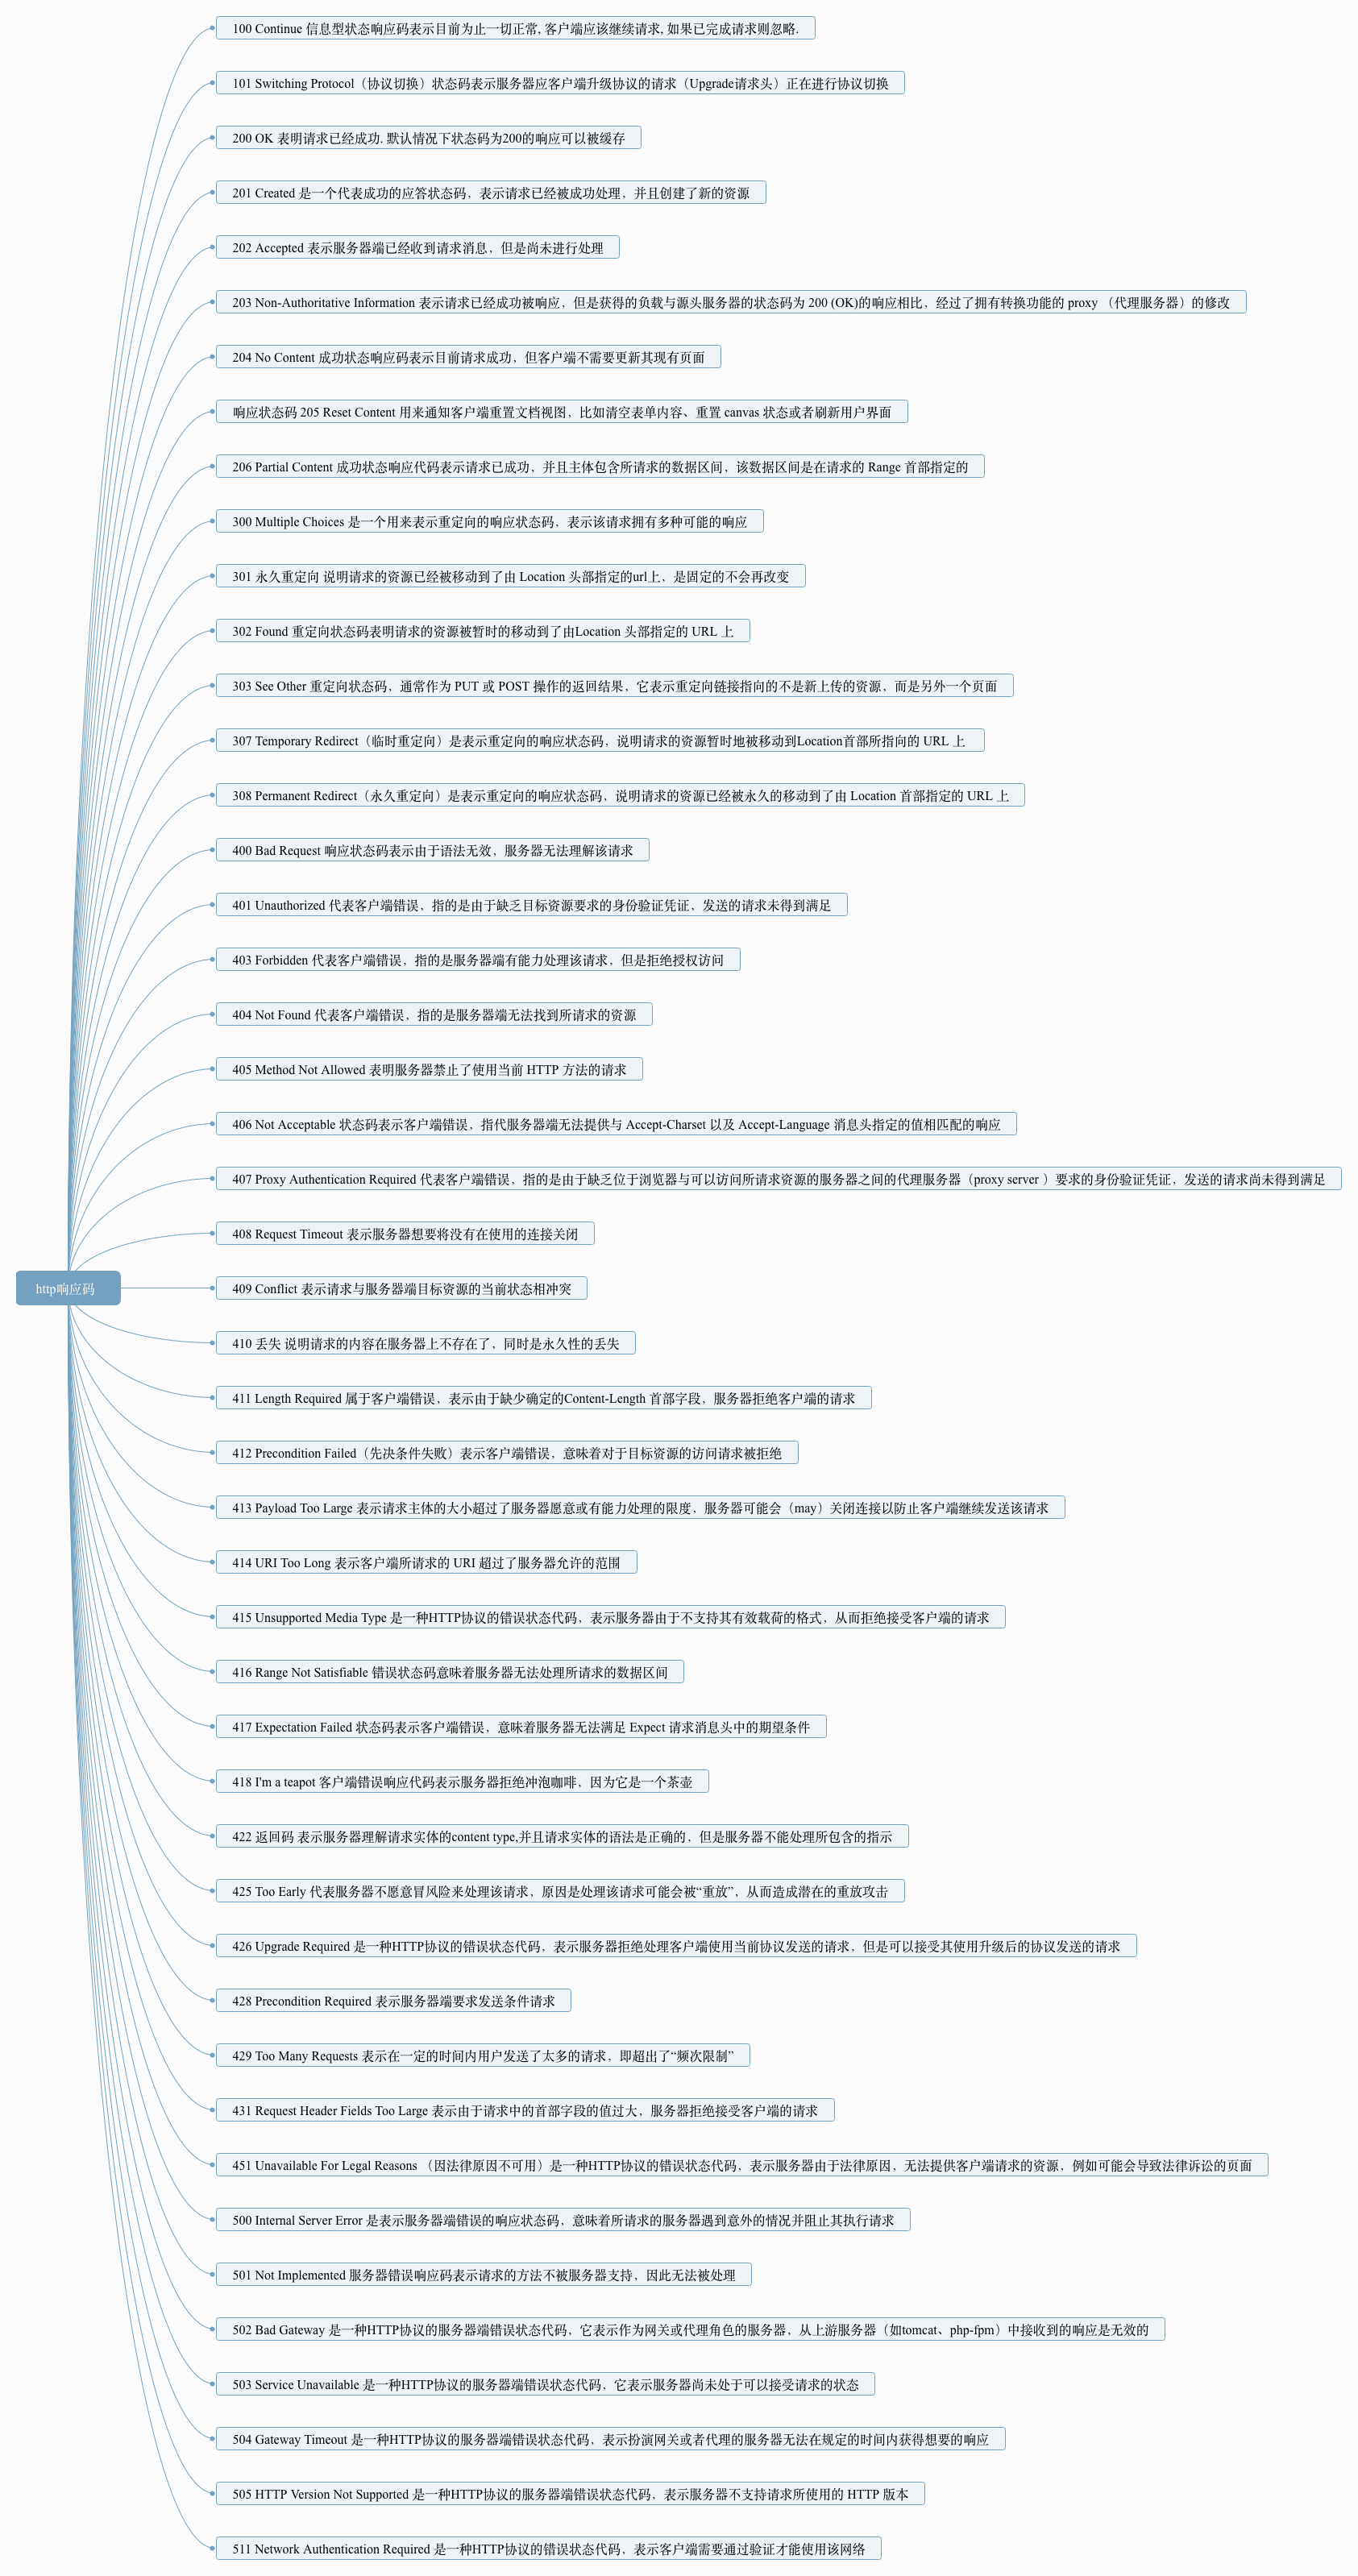 100 Continue 信息型状态响应码表示目前为止一切正常, 客户端应该继续请求, 如果已完成请求则忽略.
101 Switching Protocol（协议切换）状态码表示服务器应客户端升级协议的请求（Upgrade请求头）正在进行协议切换
200 OK 表明请求已经成功. 默认情况下状态码为200的响应可以被缓存
201 Created 是一个代表成功的应答状态码，表示请求已经被成功处理，并且创建了新的资源
202 Accepted 表示服务器端已经收到请求消息，但是尚未进行处理
203 Non-Authoritative Information 表示请求已经成功被响应，但是获得的负载与源头服务器的状态码为 200 (OK)的响应相比，经过了拥有转换功能的 proxy （代理服务器）的修改
204 No Content 成功状态响应码表示目前请求成功，但客户端不需要更新其现有页面
响应状态码 205 Reset Content 用来通知客户端重置文档视图，比如清空表单内容、重置 canvas 状态或者刷新用户界面
206 Partial Content 成功状态响应代码表示请求已成功，并且主体包含所请求的数据区间，该数据区间是在请求的 Range 首部指定的
300 Multiple Choices 是一个用来表示重定向的响应状态码，表示该请求拥有多种可能的响应
301 永久重定向 说明请求的资源已经被移动到了由 Location 头部指定的url上，是固定的不会再改变
302 Found 重定向状态码表明请求的资源被暂时的移动到了由Location 头部指定的 URL 上
303 See Other 重定向状态码，通常作为 PUT 或 POST 操作的返回结果，它表示重定向链接指向的不是新上传的资源，而是另外一个页面
307 Temporary Redirect（临时重定向）是表示重定向的响应状态码，说明请求的资源暂时地被移动到Location首部所指向的 URL 上
308 Permanent Redirect（永久重定向）是表示重定向的响应状态码，说明请求的资源已经被永久的移动到了由 Location 首部指定的 URL 上
400 Bad Request 响应状态码表示由于语法无效，服务器无法理解该请求
401 Unauthorized 代表客户端错误，指的是由于缺乏目标资源要求的身份验证凭证，发送的请求未得到满足
403 Forbidden 代表客户端错误，指的是服务器端有能力处理该请求，但是拒绝授权访问
404 Not Found 代表客户端错误，指的是服务器端无法找到所请求的资源
405 Method Not Allowed 表明服务器禁止了使用当前 HTTP 方法的请求
406 Not Acceptable 状态码表示客户端错误，指代服务器端无法提供与 Accept-Charset 以及 Accept-Language 消息头指定的值相匹配的响应
407 Proxy Authentication Required 代表客户端错误，指的是由于缺乏位于浏览器与可以访问所请求资源的服务器之间的代理服务器（proxy server ）要求的身份验证凭证，发送的请求尚未得到满足
408 Request Timeout 表示服务器想要将没有在使用的连接关闭
http响应码
409 Conflict 表示请求与服务器端目标资源的当前状态相冲突
410 丢失 说明请求的内容在服务器上不存在了，同时是永久性的丢失
411 Length Required 属于客户端错误，表示由于缺少确定的Content-Length 首部字段，服务器拒绝客户端的请求
412 Precondition Failed（先决条件失败）表示客户端错误，意味着对于目标资源的访问请求被拒绝
413 Payload Too Large 表示请求主体的大小超过了服务器愿意或有能力处理的限度，服务器可能会（may）关闭连接以防止客户端继续发送该请求
414 URI Too Long 表示客户端所请求的 URI 超过了服务器允许的范围
415 Unsupported Media Type 是一种HTTP协议的错误状态代码，表示服务器由于不支持其有效载荷的格式，从而拒绝接受客户端的请求
416 Range Not Satisfiable 错误状态码意味着服务器无法处理所请求的数据区间
417 Expectation Failed 状态码表示客户端错误，意味着服务器无法满足 Expect 请求消息头中的期望条件
418 I'm a teapot 客户端错误响应代码表示服务器拒绝冲泡咖啡，因为它是一个茶壶
422 返回码 表示服务器理解请求实体的content type,并且请求实体的语法是正确的，但是服务器不能处理所包含的指示
425 Too Early 代表服务器不愿意冒风险来处理该请求，原因是处理该请求可能会被“重放”，从而造成潜在的重放攻击
426 Upgrade Required 是一种HTTP协议的错误状态代码，表示服务器拒绝处理客户端使用当前协议发送的请求，但是可以接受其使用升级后的协议发送的请求
428 Precondition Required 表示服务器端要求发送条件请求
429 Too Many Requests 表示在一定的时间内用户发送了太多的请求，即超出了“频次限制”
431 Request Header Fields Too Large 表示由于请求中的首部字段的值过大，服务器拒绝接受客户端的请求
451 Unavailable For Legal Reasons （因法律原因不可用）是一种HTTP协议的错误状态代码，表示服务器由于法律原因，无法提供客户端请求的资源，例如可能会导致法律诉讼的页面
500 Internal Server Error 是表示服务器端错误的响应状态码，意味着所请求的服务器遇到意外的情况并阻止其执行请求
501 Not Implemented 服务器错误响应码表示请求的方法不被服务器支持，因此无法被处理
502 Bad Gateway 是一种HTTP协议的服务器端错误状态代码，它表示作为网关或代理角色的服务器，从上游服务器（如tomcat、php-fpm）中接收到的响应是无效的
503 Service Unavailable 是一种HTTP协议的服务器端错误状态代码，它表示服务器尚未处于可以接受请求的状态
504 Gateway Timeout 是一种HTTP协议的服务器端错误状态代码，表示扮演网关或者代理的服务器无法在规定的时间内获得想要的响应
505 HTTP Version Not Supported 是一种HTTP协议的服务器端错误状态代码，表示服务器不支持请求所使用的 HTTP 版本
511 Network Authentication Required 是一种HTTP协议的错误状态代码，表示客户端需要通过验证才能使用该网络